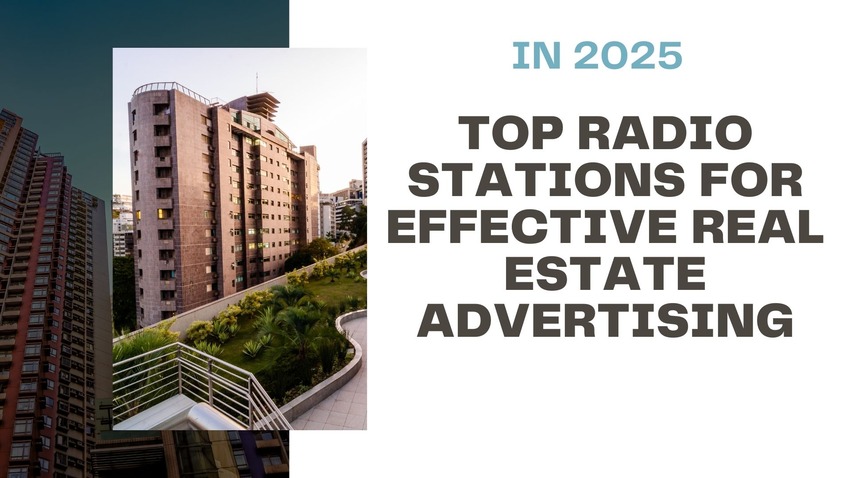 IN 2025
TOP RADIO
STATIONS FOR
EFFECTIVE REAL
ESTATE
ADVERTISING